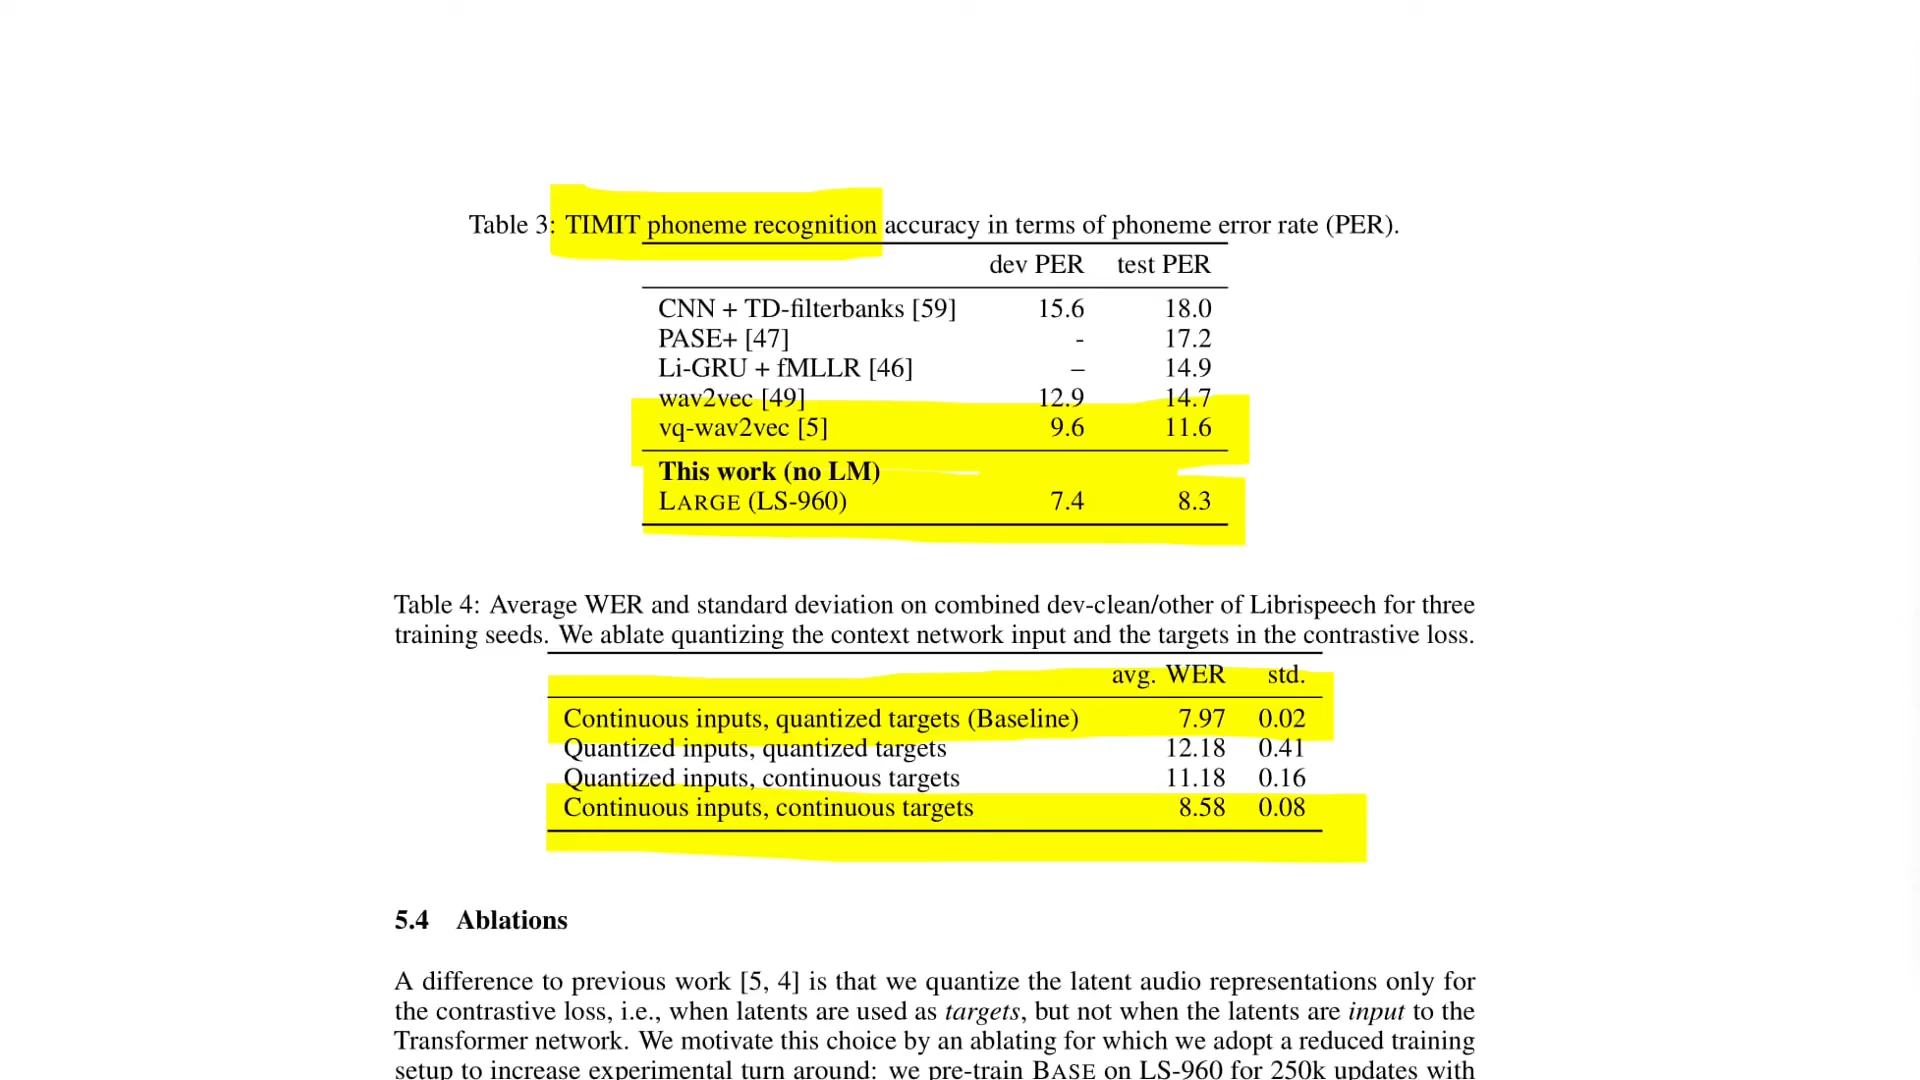 Table 3: TIMIT phoneme recognition accuracy in terms of phoneme error rate (PER).
dev PER test PER
CNN + TD-filterbanks [59] 15.6 18.0
PASE+ [47] - 17.2
Li-GRU + fMLLR [46] – 14.9
wav2vec [49] 12.9 14.7
vq-wav2vec [5] 9.6 11.6
This work (no LM)
LARGE (LS-960) 7.4 8.3
Table 4: Average WER and standard deviation on combined dev-clean/other of Librispeech for three
training seeds. We ablate quantizing the context network input and the targets in the contrastive loss.
avg. WER std.
Continuous inputs, quantized targets (Baseline) 7.97 0.02
Quantized inputs, quantized targets 12.18 0.41
Quantized inputs, continuous targets 11.18 0.16
Continuous inputs, continuous targets 8.58 0.08
5.4 Ablations
A difference to previous work [5, 4] is that we quantize the latent audio representations only for
the contrastive loss, i.e., when latents are used as targets, but not when the latents are input to the
Transformer network. We motivate this choice by an ablating for which we adopt a reduced training
setup to increase experimental turn around: we pre-train BASE on LS-960 for 250k updates with